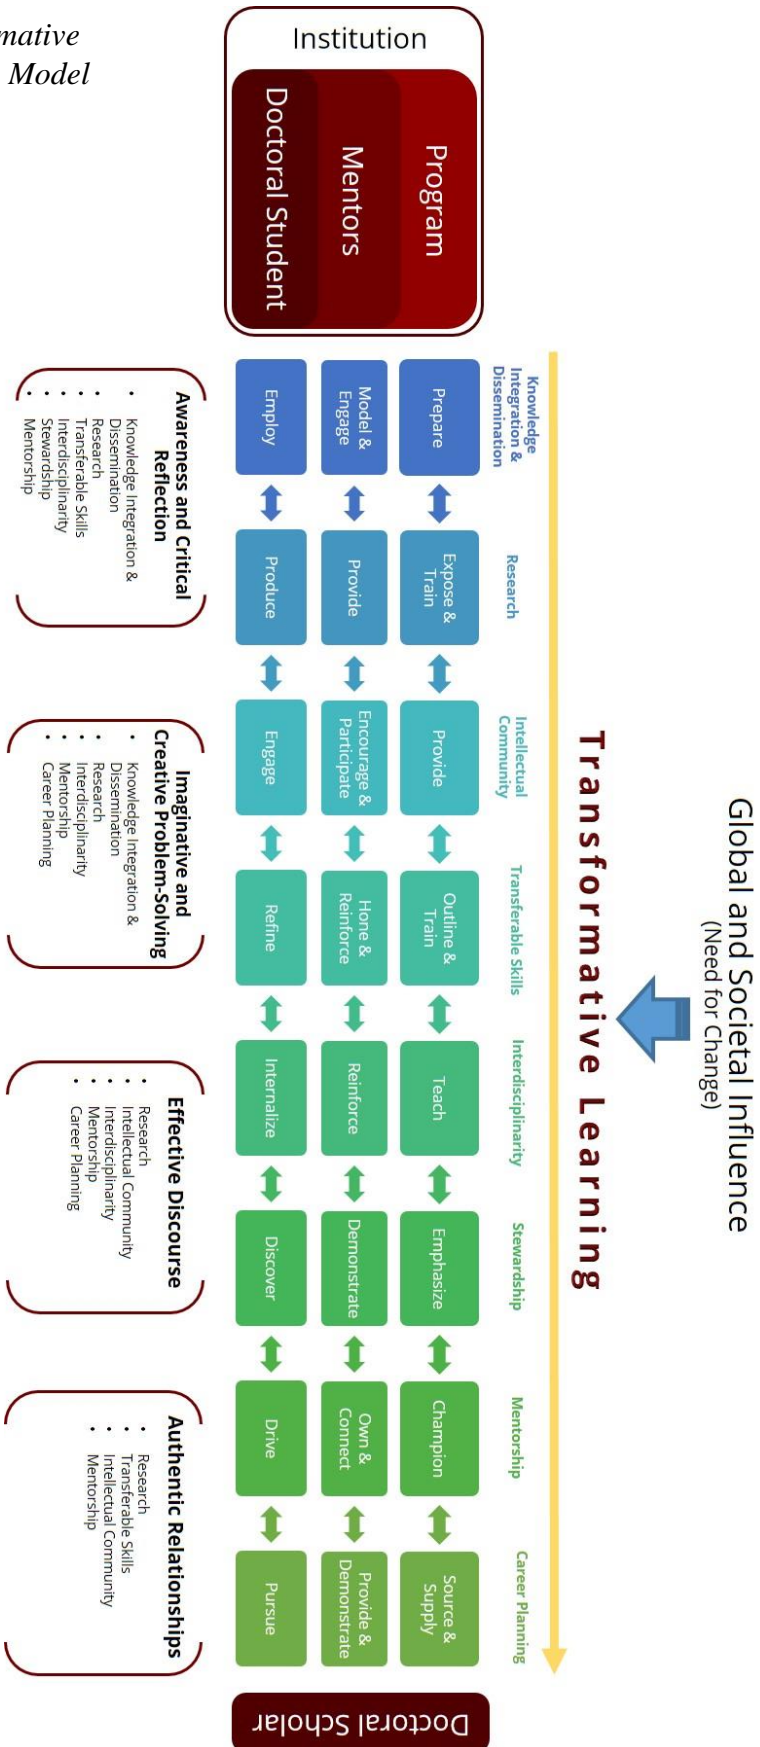 mative
Model
Global and Societal Influence
(Need for Change)
Transformative Learning
Institution
Program
Mentors
Doctoral Student
Knowledge
Integration &
Dissemination
Research
Intellectual
Community
Transferable Skills
Interdisciplinarity
Stewardship
Mentorship
Career Planning
Prepare
Expose &
Train
Provide
Outline &
Train
Teach
Emphasize
Champion
Source &
Supply
Model &
Engage
Provide
Encourage &
Participate
Hone &
Reinforce
Reinforce
Demonstrate
Own &
Connect
Provide &
Demonstrate
Employ
Produce
Engage
Refine
Internalize
Discover
Drive
Pursue
Doctoral Scholar
Awareness and Critical
Reflection
• Knowledge Integration &
Dissemination
• Research
• Transferable Skills
• Interdisciplinarity
• Stewardship
• Mentorship
Imaginative and
Creative Problem-Solving
• Knowledge Integration &
Dissemination
• Research
• Interdisciplinarity
• Mentorship
• Career Planning
Effective Discourse
• Research
• Intellectual Community
• Interdisciplinarity
• Mentorship
• Career Planning
Authentic Relationships
• Research
• Transferable Skills
• Intellectual Community
• Mentorship